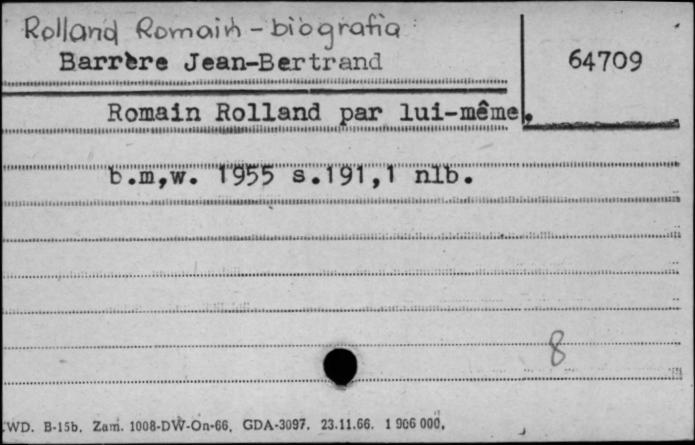 Rolland Romain - biografia
Barrère Jean-Bertrand
64709
Romain Rolland par lui-même.
b.m,w. 1955 s.191,1 nlb.
8
WD. B-15b. Zam. 1008-DW-On-66. GDA-3097. 23.11.66. 1 906 000.